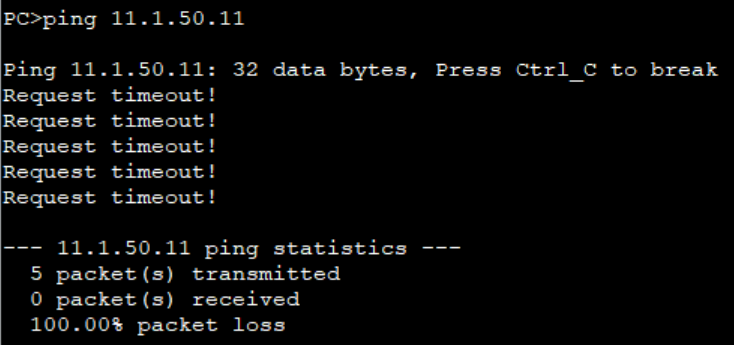 PC>ping 11.1.50.11
Ping 11.1.50.11: 32 data bytes, Press Ctrl_C to break
Request timeout!
Request timeout!
Request timeout!
Request timeout!
Request timeout!
--- 11.1.50.11 ping statistics ---
5 packet(s) transmitted
0 packet(s) received
100.00% packet loss